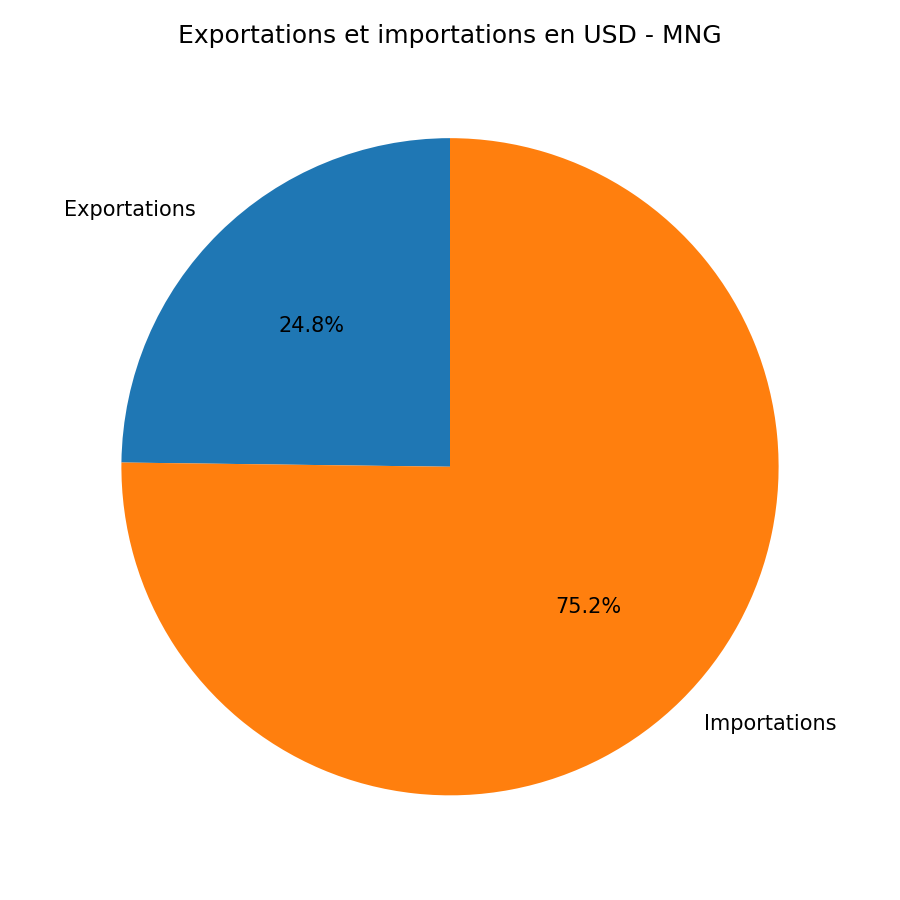 Exportations et importations en USD - MNG
Exportations
24.8%
75.2%
Importations